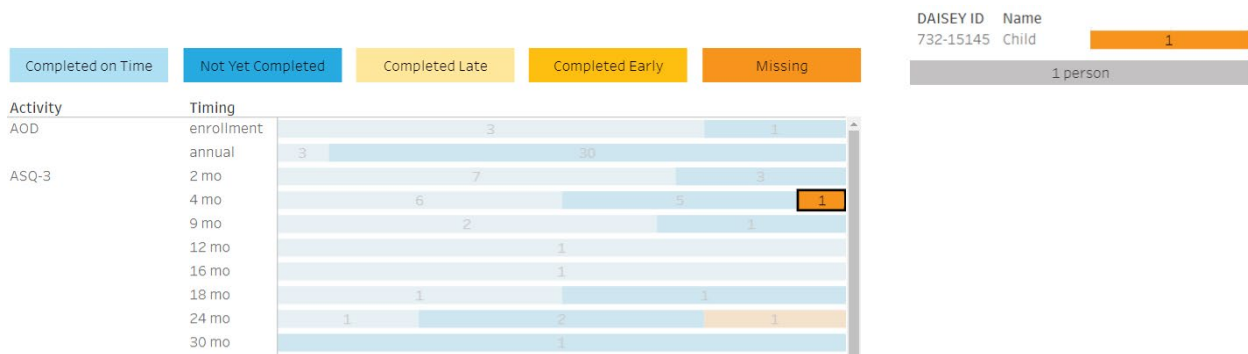 DAISEY ID Name
732-15145 Child 1
1 person
Completed on Time Not Yet Completed Completed Late Completed Early Missing
Activity Timing
AOD enrollment 3 1
annual 3 30
ASQ-3 2 mo 7 3
4 mo 6 5 1
9 mo 2 1
12 mo 1
16 mo 1
18 mo 1 1
24 mo 1 2 1
30 mo 1